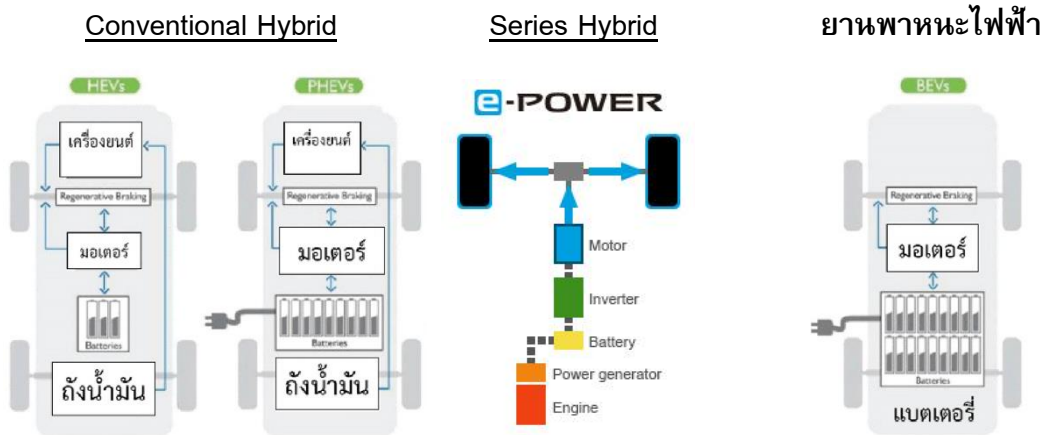 Conventional Hybrid
Series Hybrid
ยานพาหนะไฟฟ้า
HEVs
เครื่องยนต์
Regenerative Braking
มอเตอร์
Batteries
ถังน้ำมัน
PHEVs
เครื่องยนต์
Regenerative Braking
มอเตอร์
Batteries
ถังน้ำมัน
e-POWER
Motor
Inverter
Battery
Power generator
Engine
BEVs
Regenerative Braking
มอเตอร์
Batteries
แบตเตอรี่